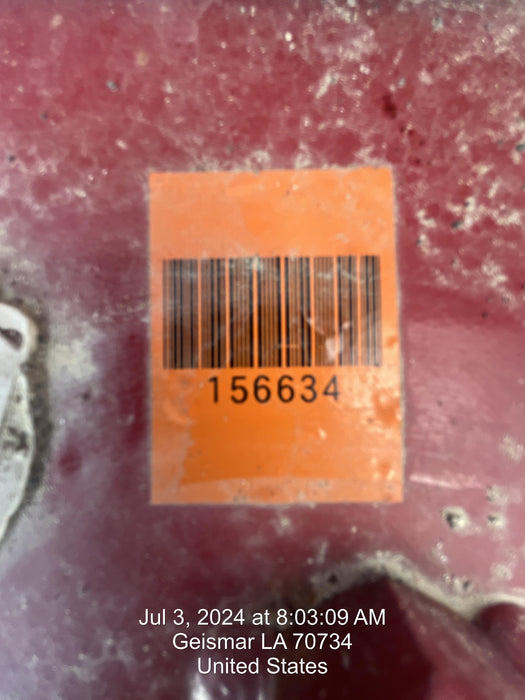 156634
Jul 3, 2024 at 8:03:09 AM
Geismar LA 70734
United States